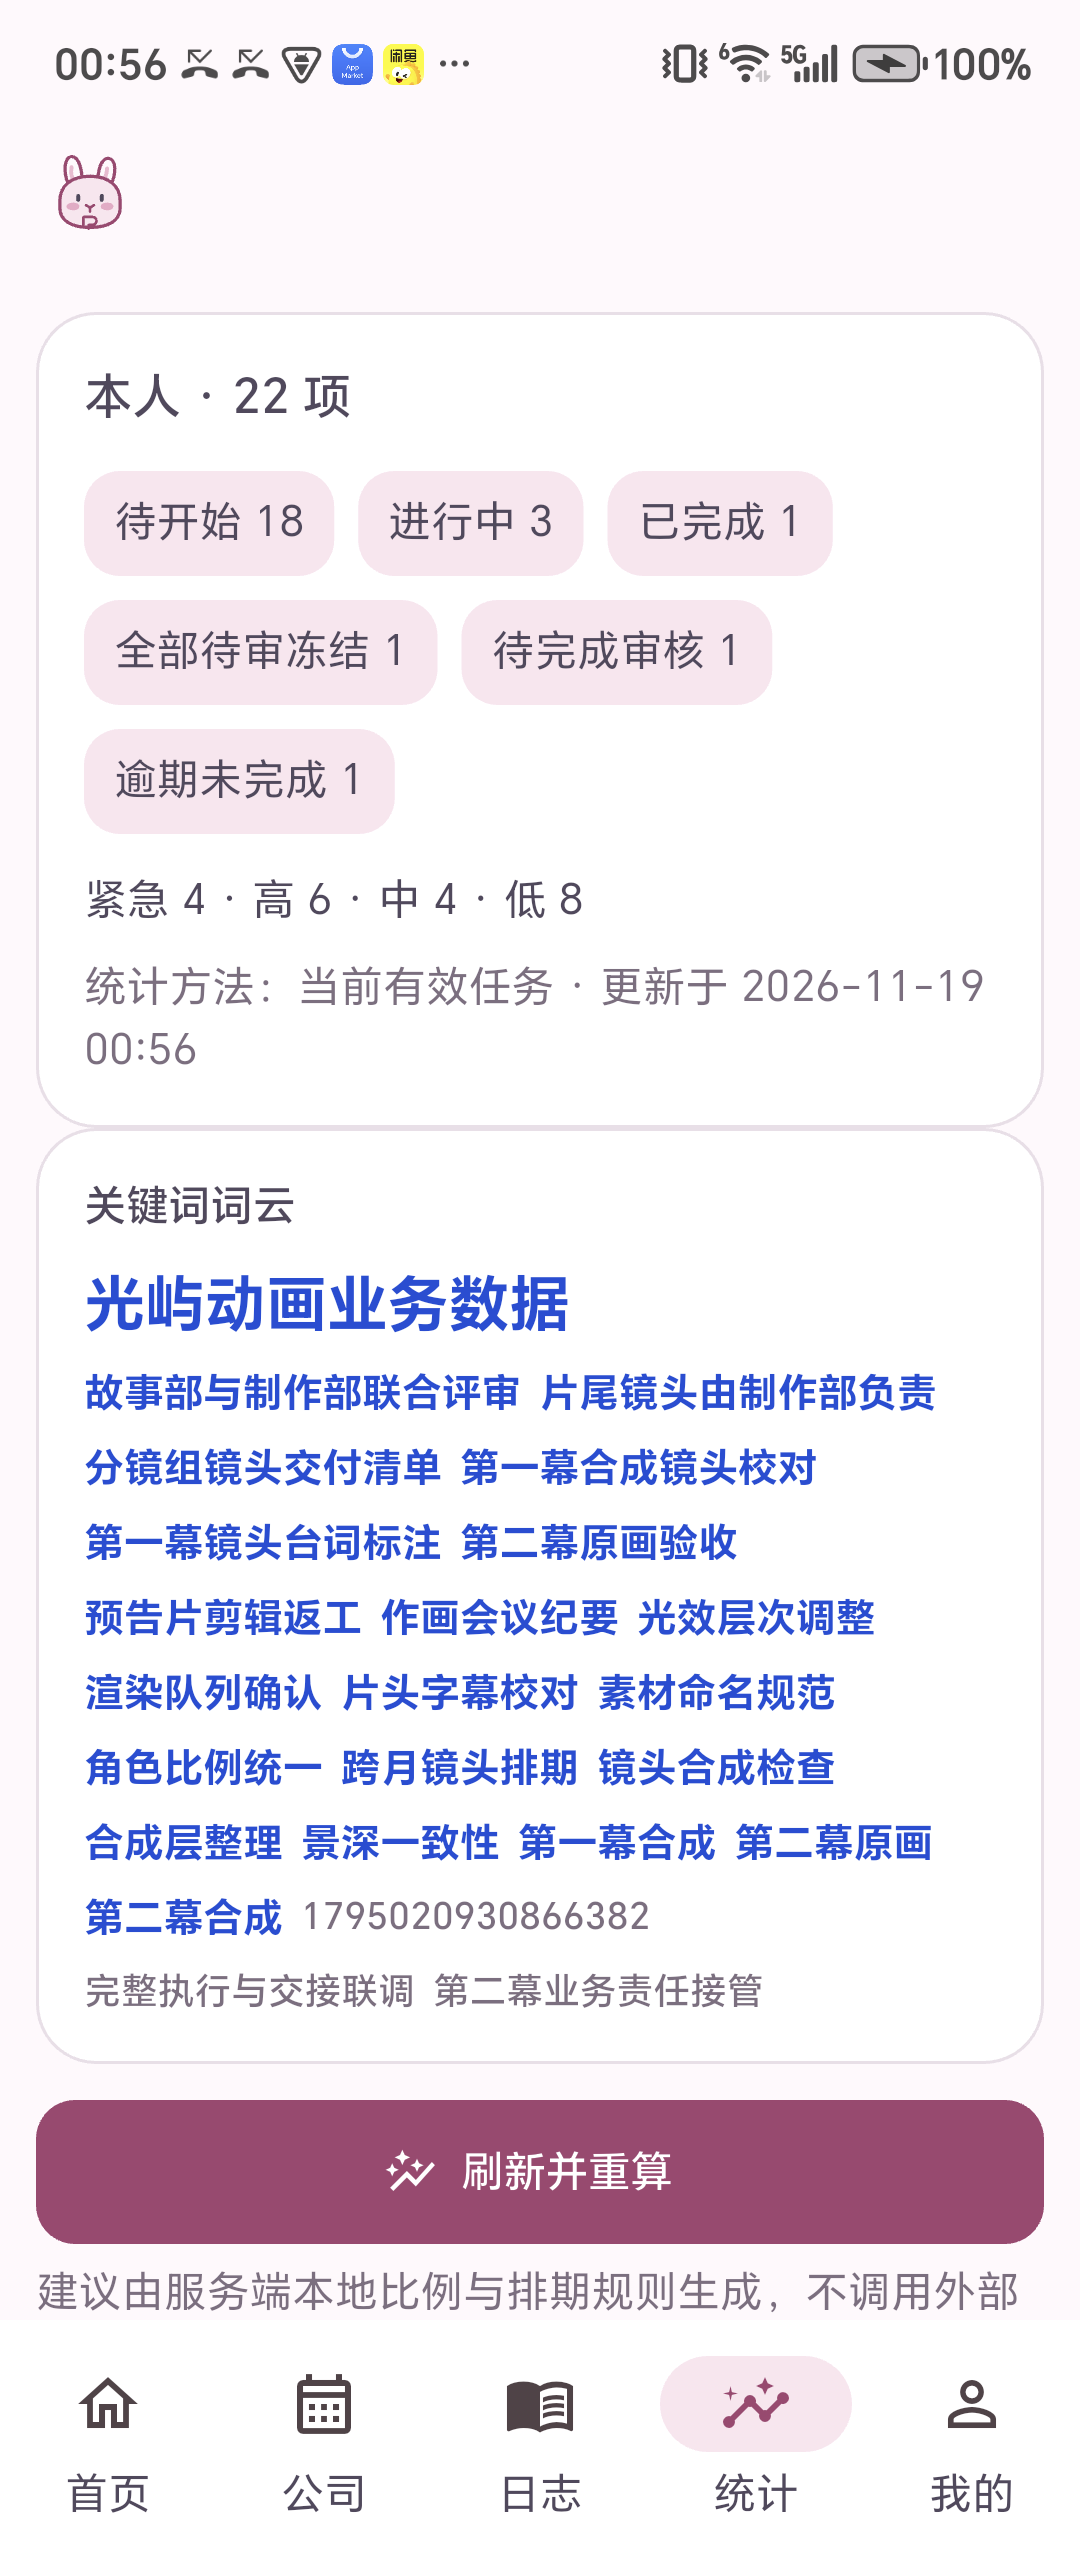 00:56
App Market
闲鱼
6
5G
100%
本人 · 22 项
待开始 18
进行中 3
已完成 1
全部待审冻结 1
待完成审核 1
逾期未完成 1
紧急 4 · 高 6 · 中 4 · 低 8
统计方法：当前有效任务 · 更新于 2026-11-19
00:56
关键词词云
光屿动画业务数据
故事部与制作部联合评审 片尾镜头由制作部负责
分镜组镜头交付清单 第一幕合成镜头校对
第一幕镜头台词标注 第二幕原画验收
预告片剪辑返工 作画会议纪要 光效层次调整
渲染队列确认 片头字幕校对 素材命名规范
角色比例统一 跨月镜头排期 镜头合成检查
合成层整理 景深一致性 第一幕合成 第二幕原画
第二幕合成 1795020930866382
完整执行与交接联调 第二幕业务责任接管
刷新并重算
建议由服务端本地比例与排期规则生成，不调用外部
首页
公司
日志
统计
我的